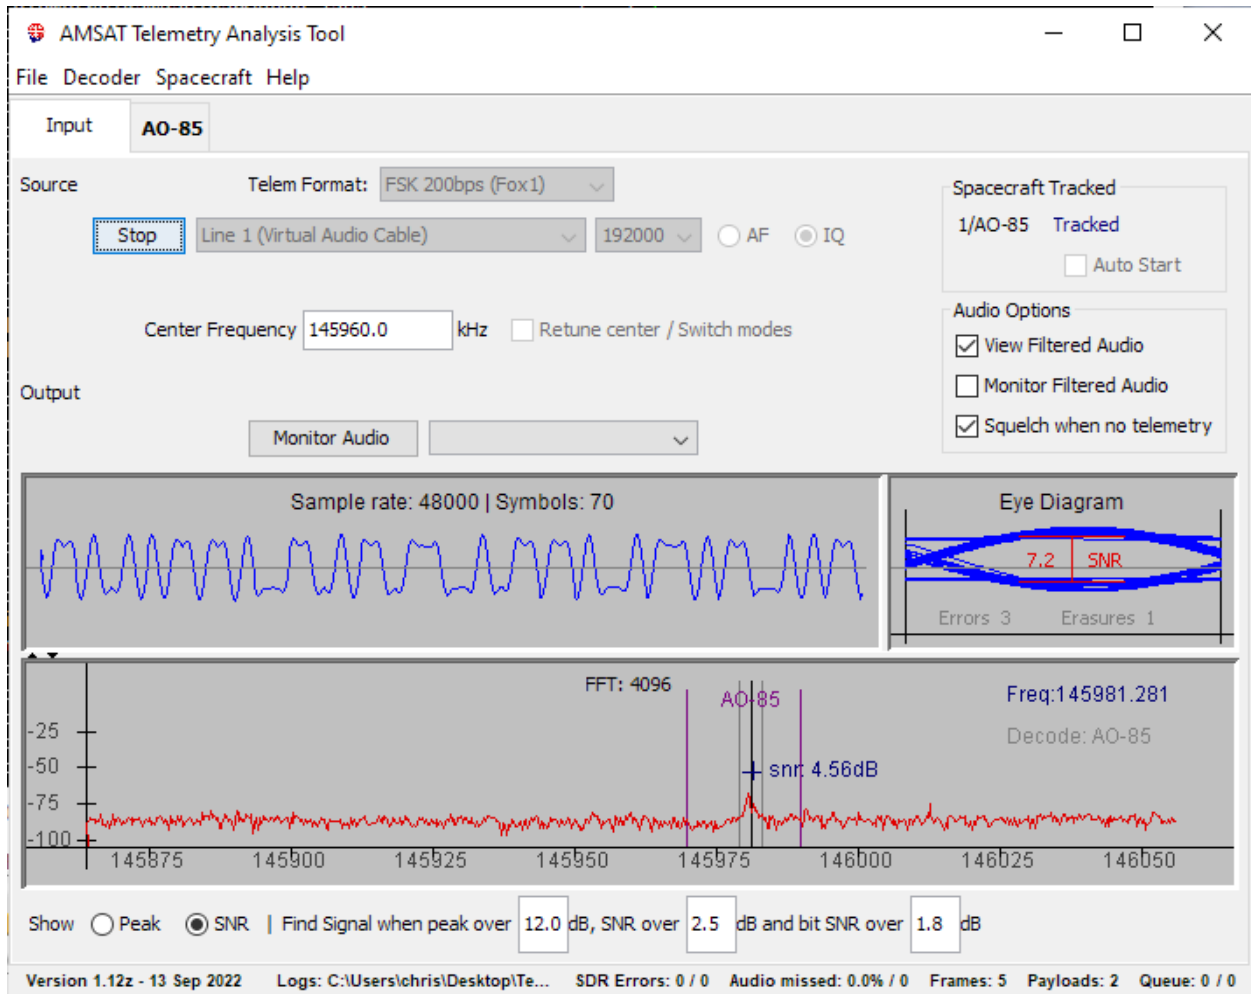 AMSAT Telemetry Analysis Tool
File Decoder Spacecraft Help
Input AO-85
Source Telem Format: FSK 200bps (Fox1)
Stop Line 1 (Virtual Audio Cable) 192000 AF IQ
Center Frequency 145960.0 kHz Retune center / Switch modes
Output
Monitor Audio
Spacecraft Tracked
1/AO-85 Tracked
Auto Start
Audio Options
View Filtered Audio
Monitor Filtered Audio
Squelch when no telemetry
Sample rate: 48000 | Symbols: 70
Eye Diagram
7.2 SNR
Errors 3 Erasures 1
FFT: 4096
AO-85
Freq:145981.281
Decode: AO-85
snr: 4.56dB
-25
-50
-75
-100
145875 145900 145925 145950 145975 146000 146025 146050
Show Peak SNR | Find Signal when peak over 12.0 dB, SNR over 2.5 dB and bit SNR over 1.8 dB
Version 1.12z - 13 Sep 2022 Logs: C:\Users\chris\Desktop\Te... SDR Errors: 0 / 0 Audio missed: 0.0% / 0 Frames: 5 Payloads: 2 Queue: 0 / 0